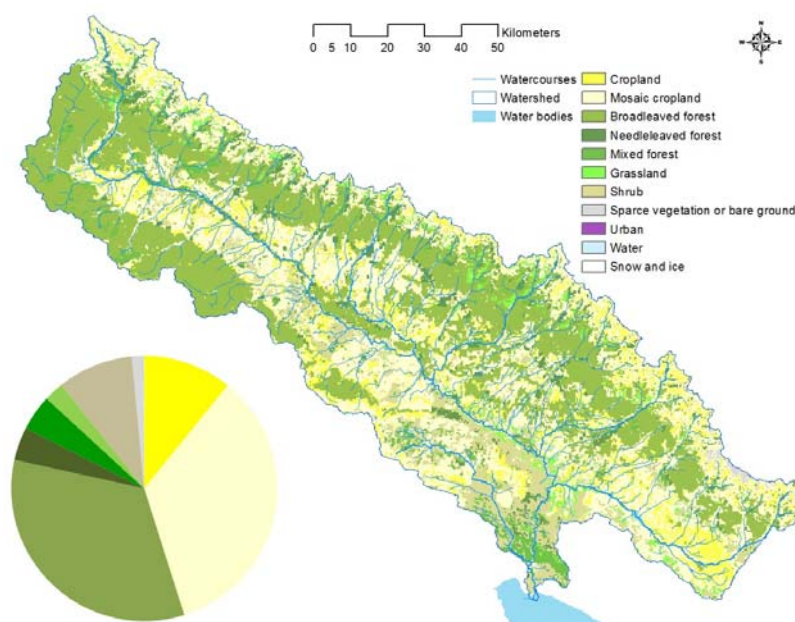 Kilometers
0 5 10 20 30 40 50
N
W E
S
Watercourses
Watershed
Water bodies
Cropland
Mosaic cropland
Broadleaved forest
Needleleaved forest
Mixed forest
Grassland
Shrub
Sparce vegetation or bare ground
Urban
Water
Snow and ice